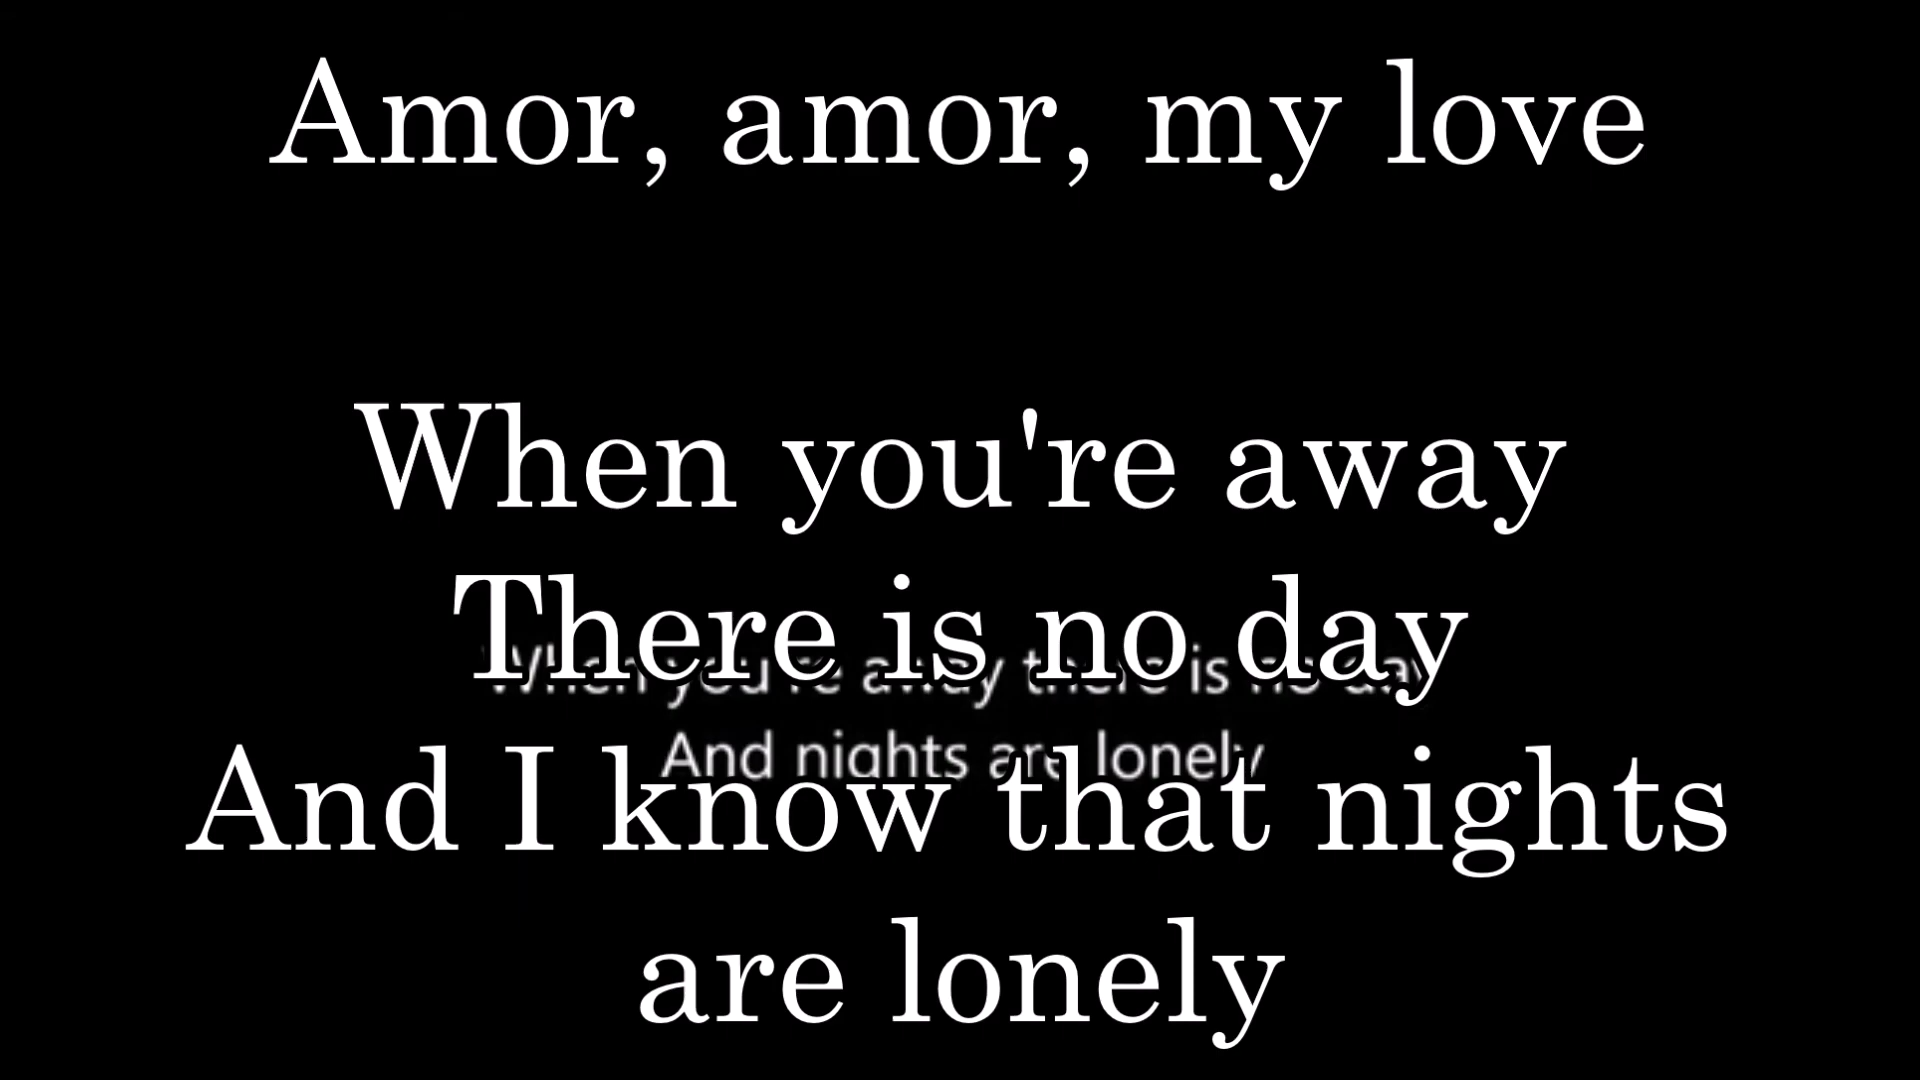 Amor, amor, my love
When you're away
There is no day
When you're away there is no day
And nights are lonely
And I know that nights
are lonely